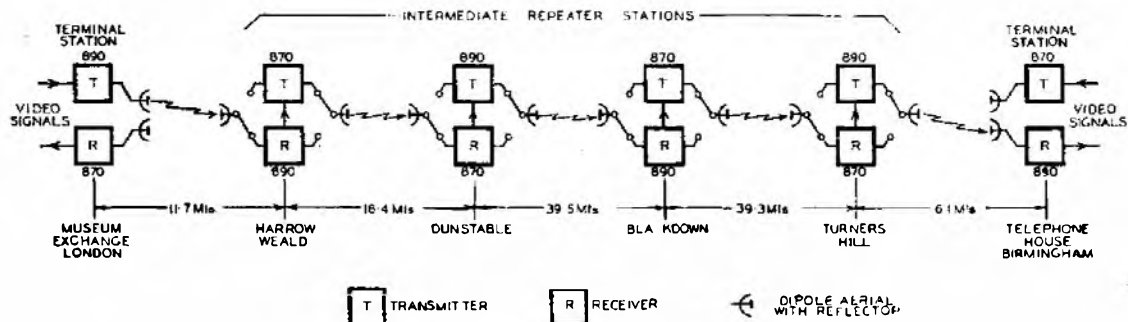 INTERMEDIATE REPEATER STATIONS
TERMINAL
STATION
890
T
VIDEO
SIGNALS
R
870
870
T
R
890
890
T
R
870
870
T
R
890
890
T
R
870
TERMINAL
STATION
870
T
VIDEO
SIGNALS
R
890
11·7 Mls
18·4 Mls
39·5 Mls
39·3 Mls
6·1 Mls
MUSEUM
EXCHANGE
LONDON
HARROW
WEALD
DUNSTABLE
BLA KDOWN
TURNERS
HILL
TELEPHONE
HOUSE
BIRMINGHAM
T TRANSMITTER
R RECEIVER
DIPOLE AERIAL
WITH REFLECTOR